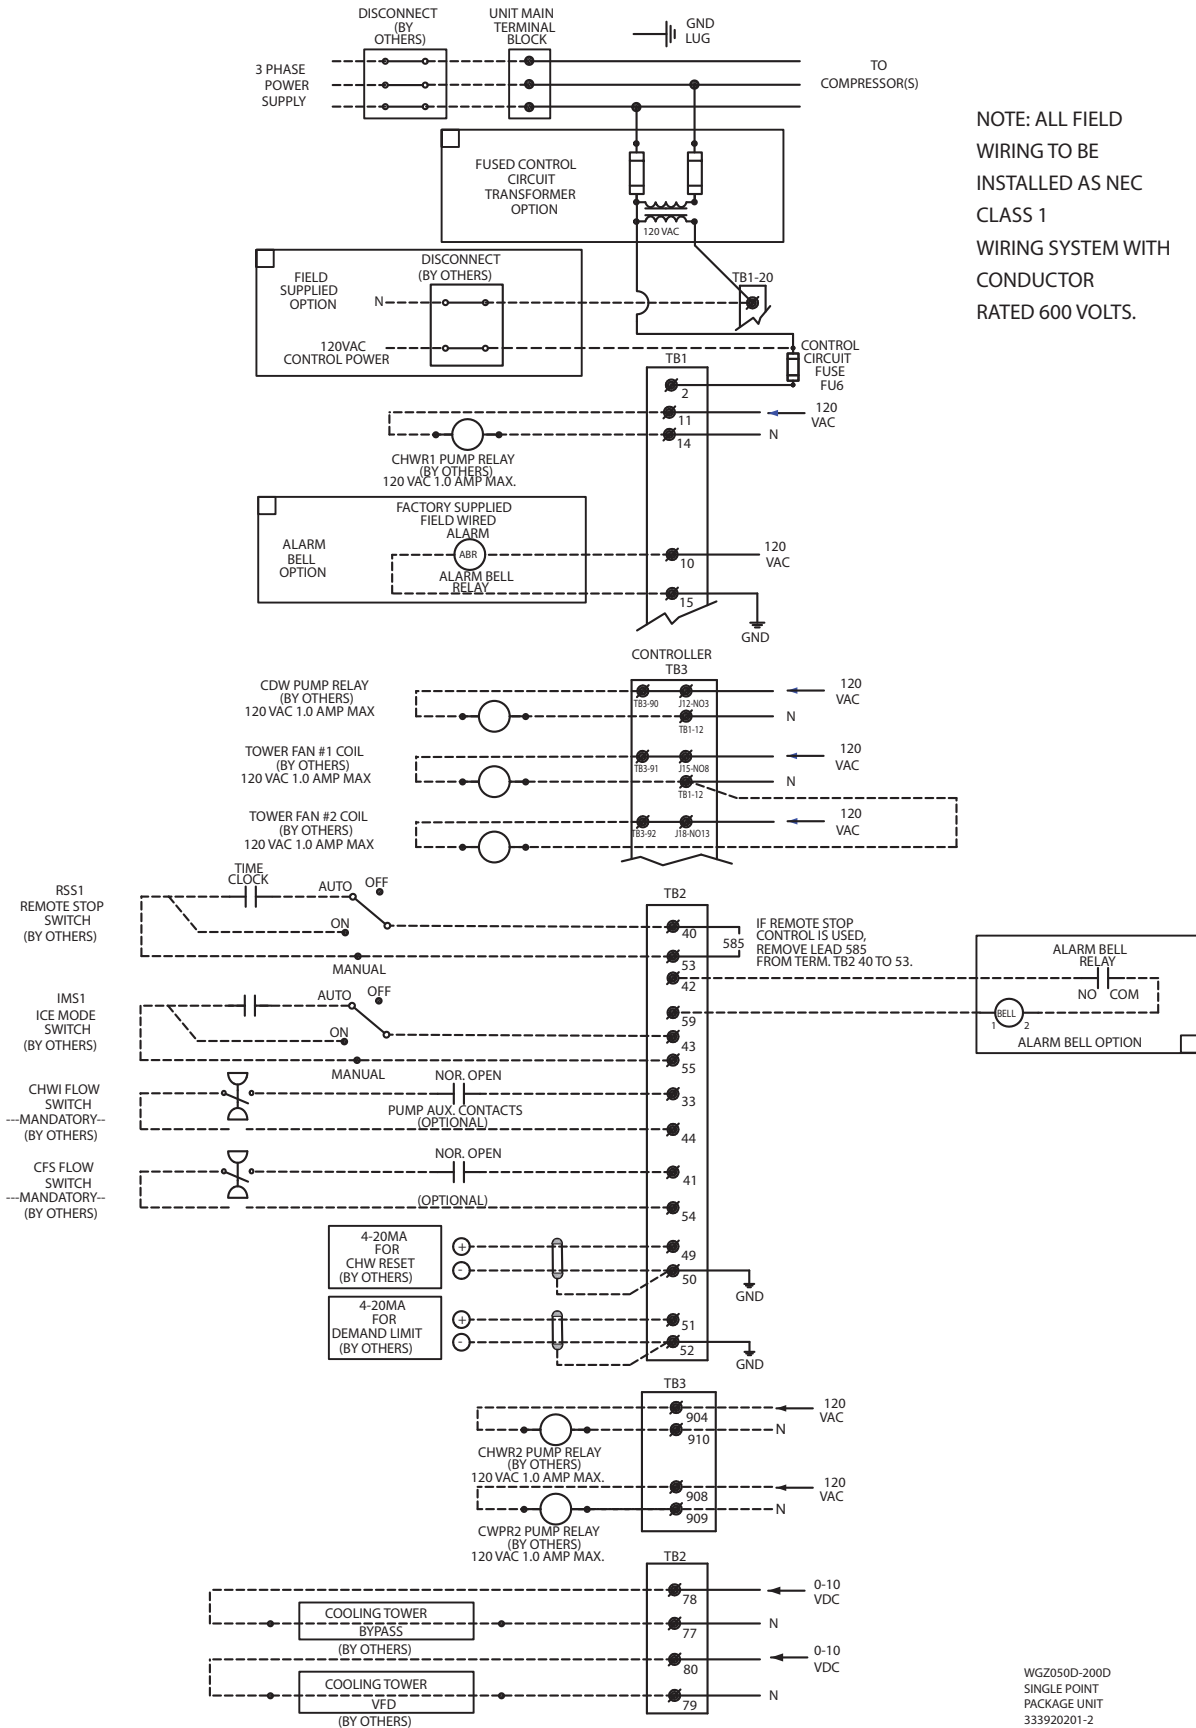 DISCONNECT
(BY
OTHERS)
UNIT MAIN
TERMINAL
BLOCK
GND
LUG
3 PHASE
POWER
SUPPLY
TO
COMPRESSOR(S)
NOTE: ALL FIELD
WIRING TO BE
INSTALLED AS NEC
CLASS 1
WIRING SYSTEM WITH
CONDUCTOR
RATED 600 VOLTS.
FUSED CONTROL
CIRCUIT
TRANSFORMER
OPTION
120 VAC
DISCONNECT
(BY OTHERS)
FIELD
SUPPLIED
OPTION
N
120VAC
CONTROL POWER
TB1-20
CONTROL
CIRCUIT
FUSE
FU6
TB1
2
11
120
VAC
14
N
CHWR1 PUMP RELAY
(BY OTHERS)
120 VAC 1.0 AMP MAX.
FACTORY SUPPLIED
FIELD WIRED
ALARM
ALARM
BELL
OPTION
ABR
ALARM BELL
RELAY
10
120
VAC
15
GND
CONTROLLER
TB3
CDW PUMP RELAY
(BY OTHERS)
120 VAC 1.0 AMP MAX
TB3-90
J12-NO3
120
VAC
TB1-12
N
TOWER FAN #1 COIL
(BY OTHERS)
120 VAC 1.0 AMP MAX
TB3-91
J15-NO8
120
VAC
TB1-12
N
TOWER FAN #2 COIL
(BY OTHERS)
120 VAC 1.0 AMP MAX
TB3-92
J18-NO13
120
VAC
RSS1
REMOTE STOP
SWITCH
(BY OTHERS)
TIME
CLOCK
AUTO
OFF
ON
MANUAL
TB2
40
585
53
IF REMOTE STOP
CONTROL IS USED,
REMOVE LEAD 585
FROM TERM. TB2 40 TO 53.
42
59
ALARM BELL
RELAY
NO COM
BELL
1
2
ALARM BELL OPTION
IMS1
ICE MODE
SWITCH
(BY OTHERS)
AUTO
OFF
ON
MANUAL
43
55
CHWI FLOW
SWITCH
---MANDATORY--
(BY OTHERS)
NOR. OPEN
PUMP AUX. CONTACTS
(OPTIONAL)
33
44
CFS FLOW
SWITCH
---MANDATORY--
(BY OTHERS)
NOR. OPEN
(OPTIONAL)
41
54
4-20MA
FOR
CHW RESET
(BY OTHERS)
+
-
49
50
GND
4-20MA
FOR
DEMAND LIMIT
(BY OTHERS)
+
-
51
52
GND
TB3
904
120
VAC
910
N
CHWR2 PUMP RELAY
(BY OTHERS)
120 VAC 1.0 AMP MAX.
908
120
VAC
909
N
CWPR2 PUMP RELAY
(BY OTHERS)
120 VAC 1.0 AMP MAX.
TB2
78
0-10
VDC
COOLING TOWER
BYPASS
(BY OTHERS)
77
N
80
0-10
VDC
COOLING TOWER
VFD
(BY OTHERS)
79
N
WGZ050D-200D
SINGLE POINT
PACKAGE UNIT
333920201-2